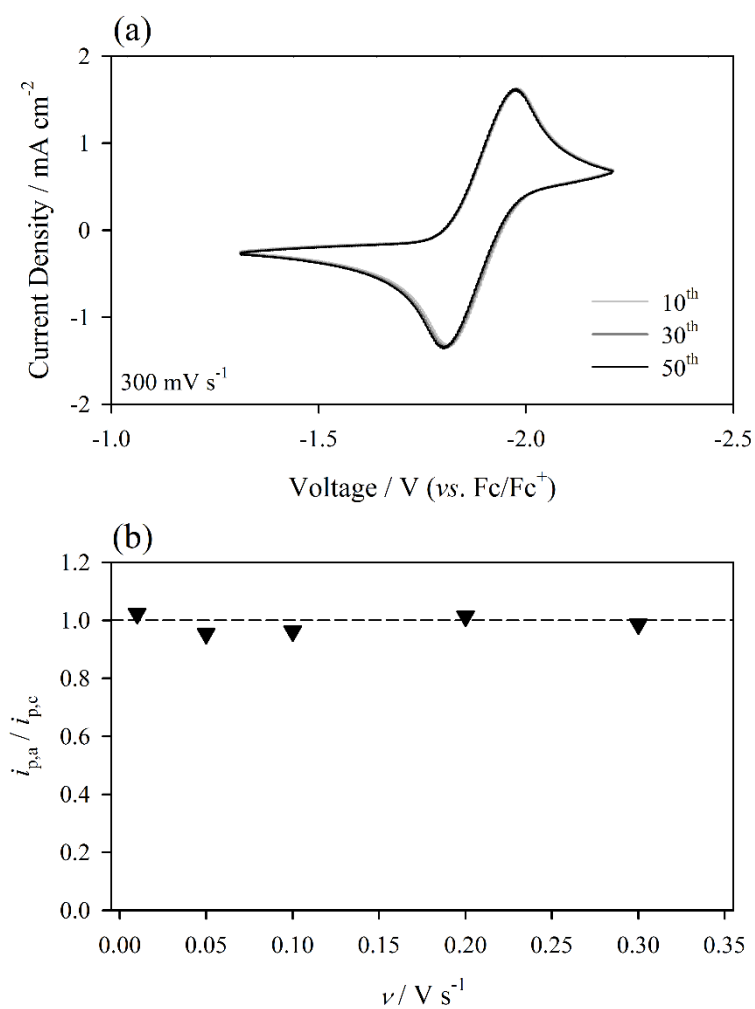 (a)
2
1
0
-1
-2
Current Density / mA cm-2
10th
30th
50th
300 mV s-1
-1.0 -1.5 -2.0 -2.5
Voltage / V (vs. Fc/Fc+)
(b)
1.2
1.0
0.8
0.6
0.4
0.2
0.0
ip,a / ip,c
0.00 0.05 0.10 0.15 0.20 0.25 0.30 0.35
ν / V s-1